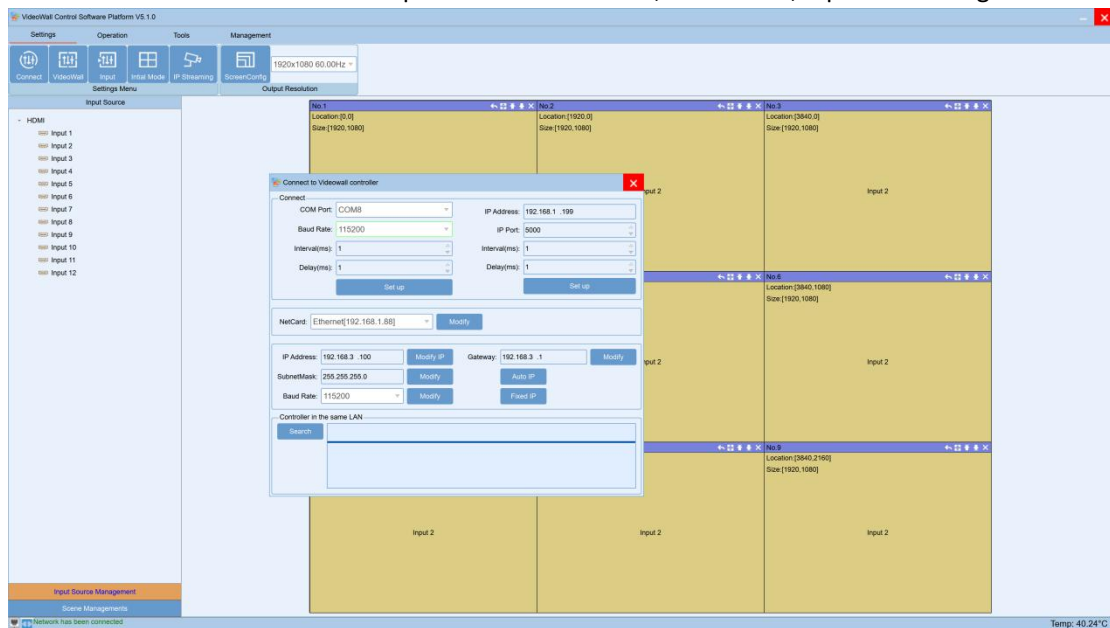 VideoWall Control Software Platform V5.1.0
Settings Operation Tools Management
Connect VideoWall Input Intial Mode IP Streaming ScreenConfig 1920x1080 60.00Hz
Settings Menu Output Resolution
Input Source
HDMI
Input 1
Input 2
Input 3
Input 4
Input 5
Input 6
Input 7
Input 8
Input 9
Input 10
Input 11
Input 12
No.1
Location:[0,0]
Size:[1920,1080]
No.2
Location:[1920,0]
Size:[1920,1080]
No.3
Location:[3840,0]
Size:[1920,1080]
Input 2
Connect to Videowall controller
Connect
COM Port: COM8 IP Address: 192.168.1 .199
Baud Rate: 115200 IP Port: 5000
Interval(ms): 1 Interval(ms): 1
Delay(ms): 1 Delay(ms): 1
Set up Set up
NetCard: Ethernet[192.168.1.88] Modify
IP Address: 192.168.3 .100 Modify IP Gateway: 192.168.3 .1 Modify
SubnetMask: 255.255.255.0 Modify Auto IP
Baud Rate: 115200 Modify Fixed IP
Controller in the same LAN
Search
nput 2
No.6
Location:[3840,1080]
Size:[1920,1080]
nput 2 Input 2
No.9
Location:[3840,2160]
Size:[1920,1080]
Input 2 Input 2 Input 2
Input Source Management
Scene Managements
Network has been connected Temp: 40.24°C